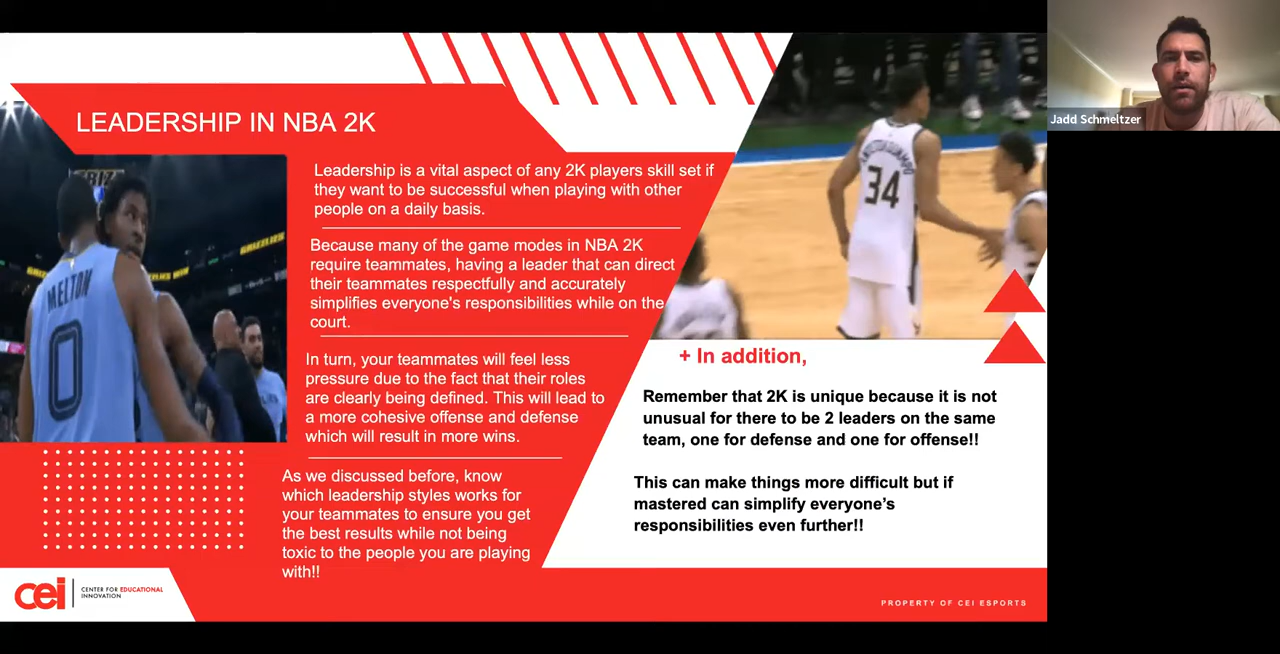 LEADERSHIP IN NBA 2K
Leadership is a vital aspect of any 2K players skill set if
they want to be successful when playing with other
people on a daily basis.
Because many of the game modes in NBA 2K
require teammates, having a leader that can direct
their teammates respectfully and accurately
simplifies everyone's responsibilities while on the
court.
In turn, your teammates will feel less
pressure due to the fact that their roles
are clearly being defined. This will lead to
a more cohesive offense and defense
which will result in more wins.
As we discussed before, know
which leadership styles works for
your teammates to ensure you get
the best results while not being
toxic to the people you are playing
with!!
MELTON
0
34
+ In addition,
Remember that 2K is unique because it is not
unusual for there to be 2 leaders on the same
team, one for defense and one for offense!!
This can make things more difficult but if
mastered can simplify everyone’s
responsibilities even further!!
cei
CENTER FOR EDUCATIONAL
INNOVATION
PROPERTY OF CEI ESPORTS
Jadd Schmeltzer